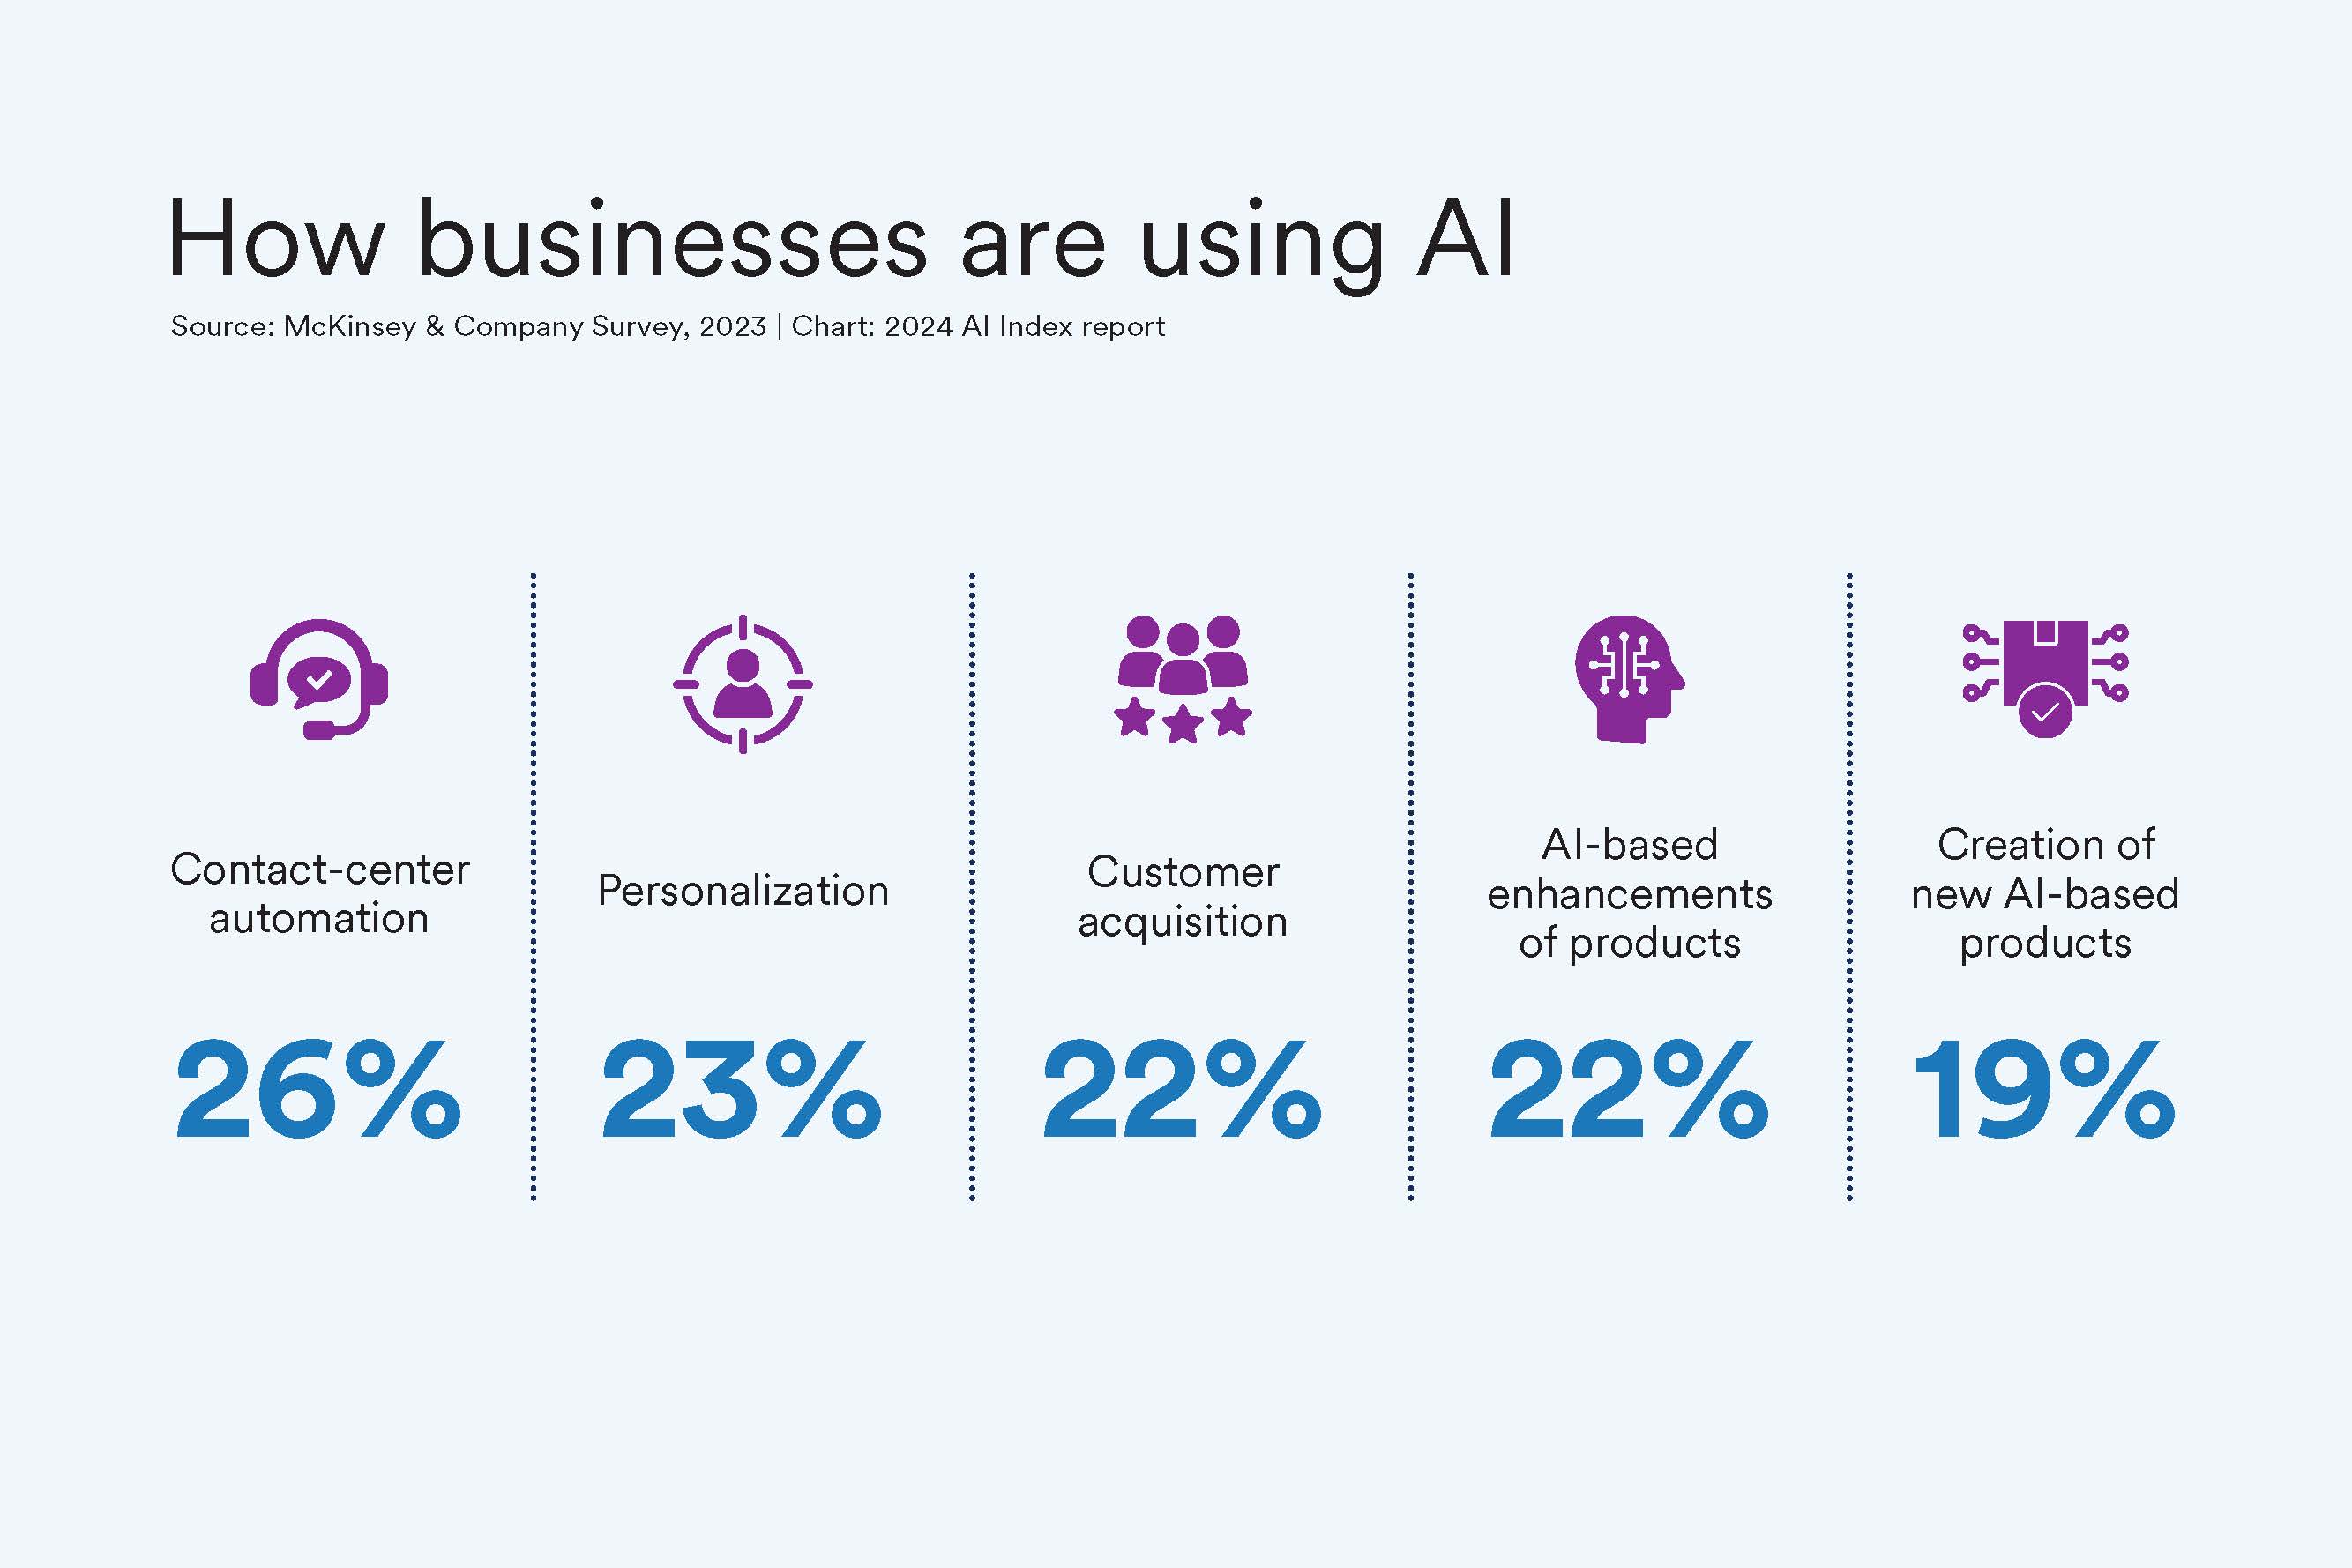 How businesses are using AI
Source: McKinsey & Company Survey, 2023 | Chart: 2024 AI Index report
Contact-center
automation
26%
Personalization
23%
Customer
acquisition
22%
AI-based
enhancements
of products
22%
Creation of
new AI-based
products
19%